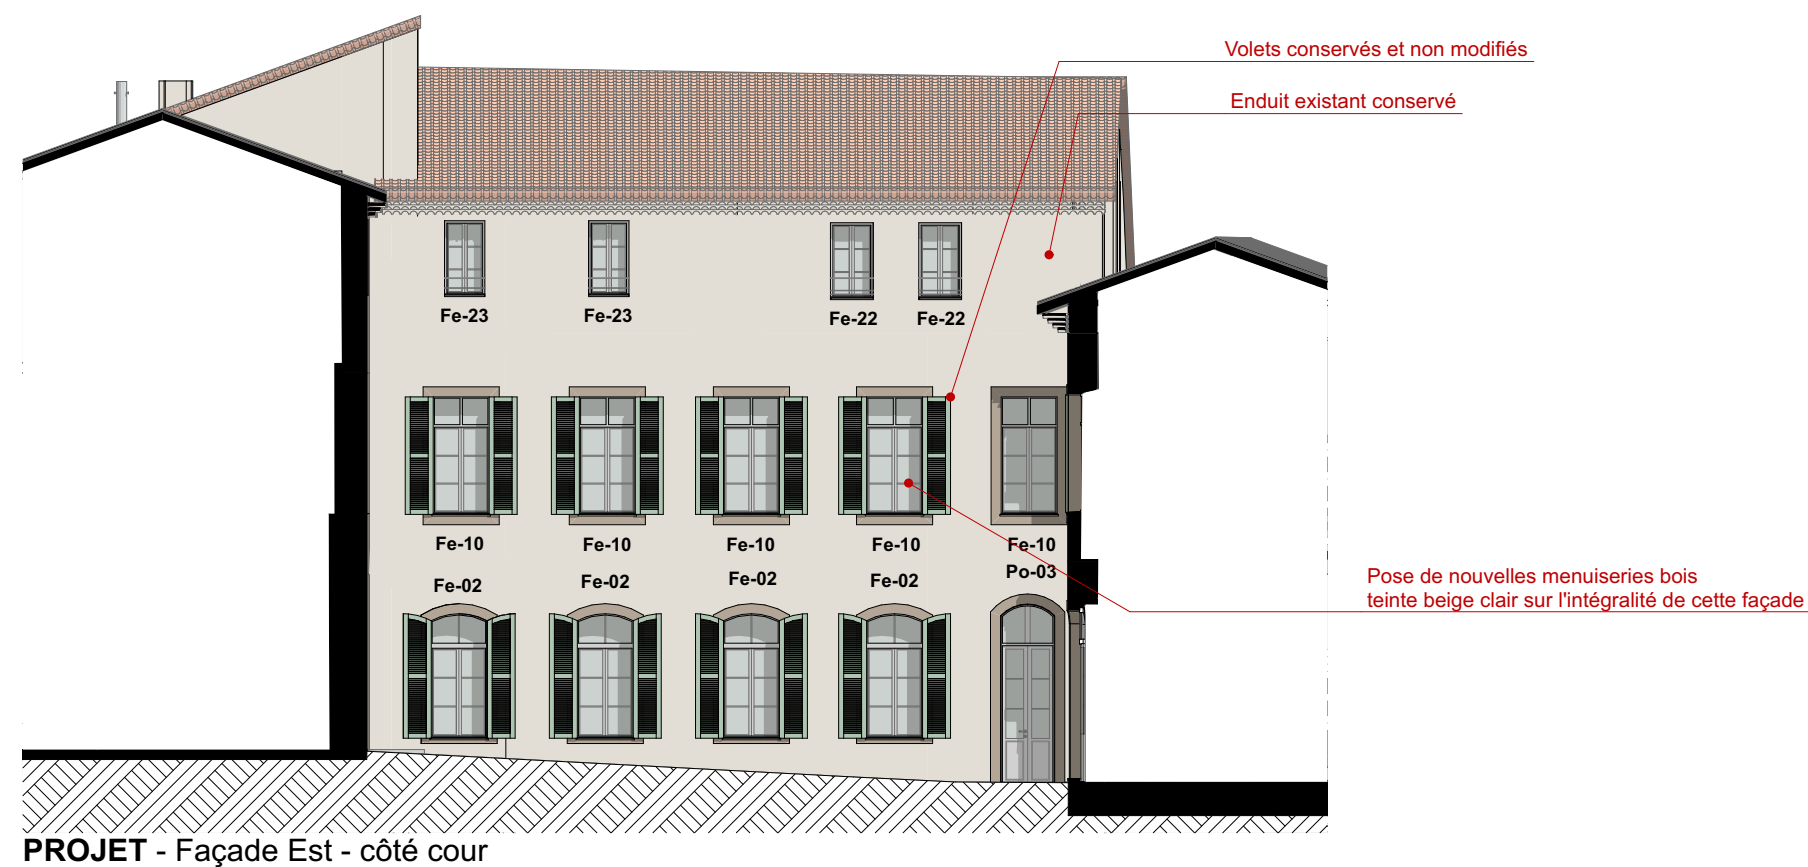 Volets conservés et non modifiés
Enduit existant conservé
Fe-23 Fe-23 Fe-22 Fe-22
Fe-10 Fe-10 Fe-10 Fe-10 Fe-10
Fe-02 Fe-02 Fe-02 Fe-02 Po-03
Pose de nouvelles menuiseries bois
teinte beige clair sur l'intégralité de cette façade
PROJET - Façade Est - côté cour